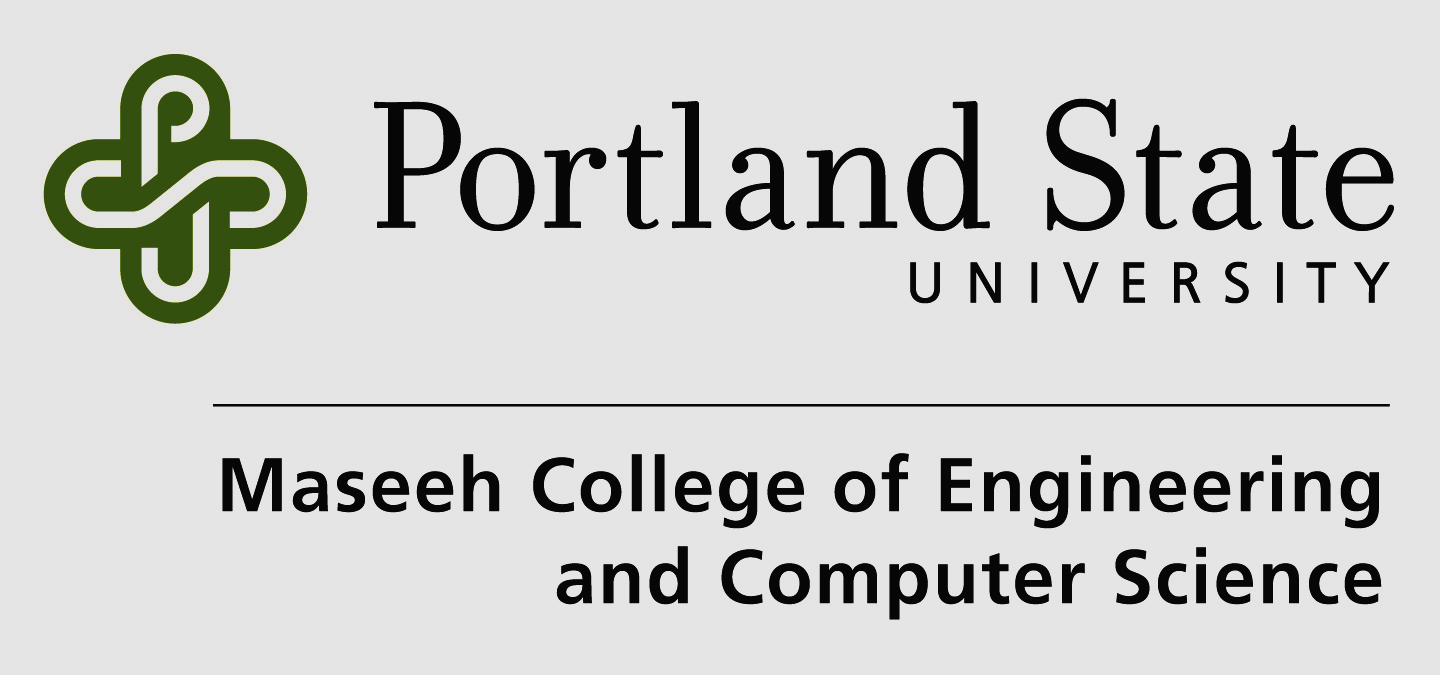 Portland State
UNIVERSITY
Maseeh College of Engineering
and Computer Science